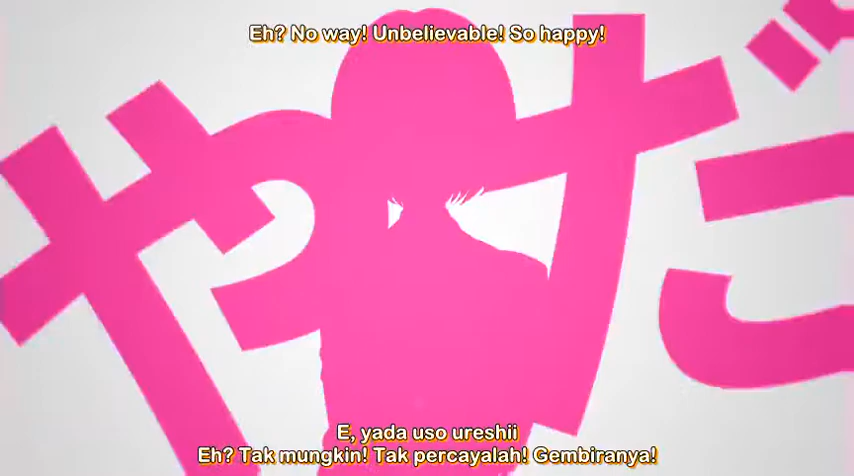 Eh? No way! Unbelievable! So happy!
やだ
E, yada uso ureshii
Eh? Tak mungkin! Tak percayalah! Gembiranya!